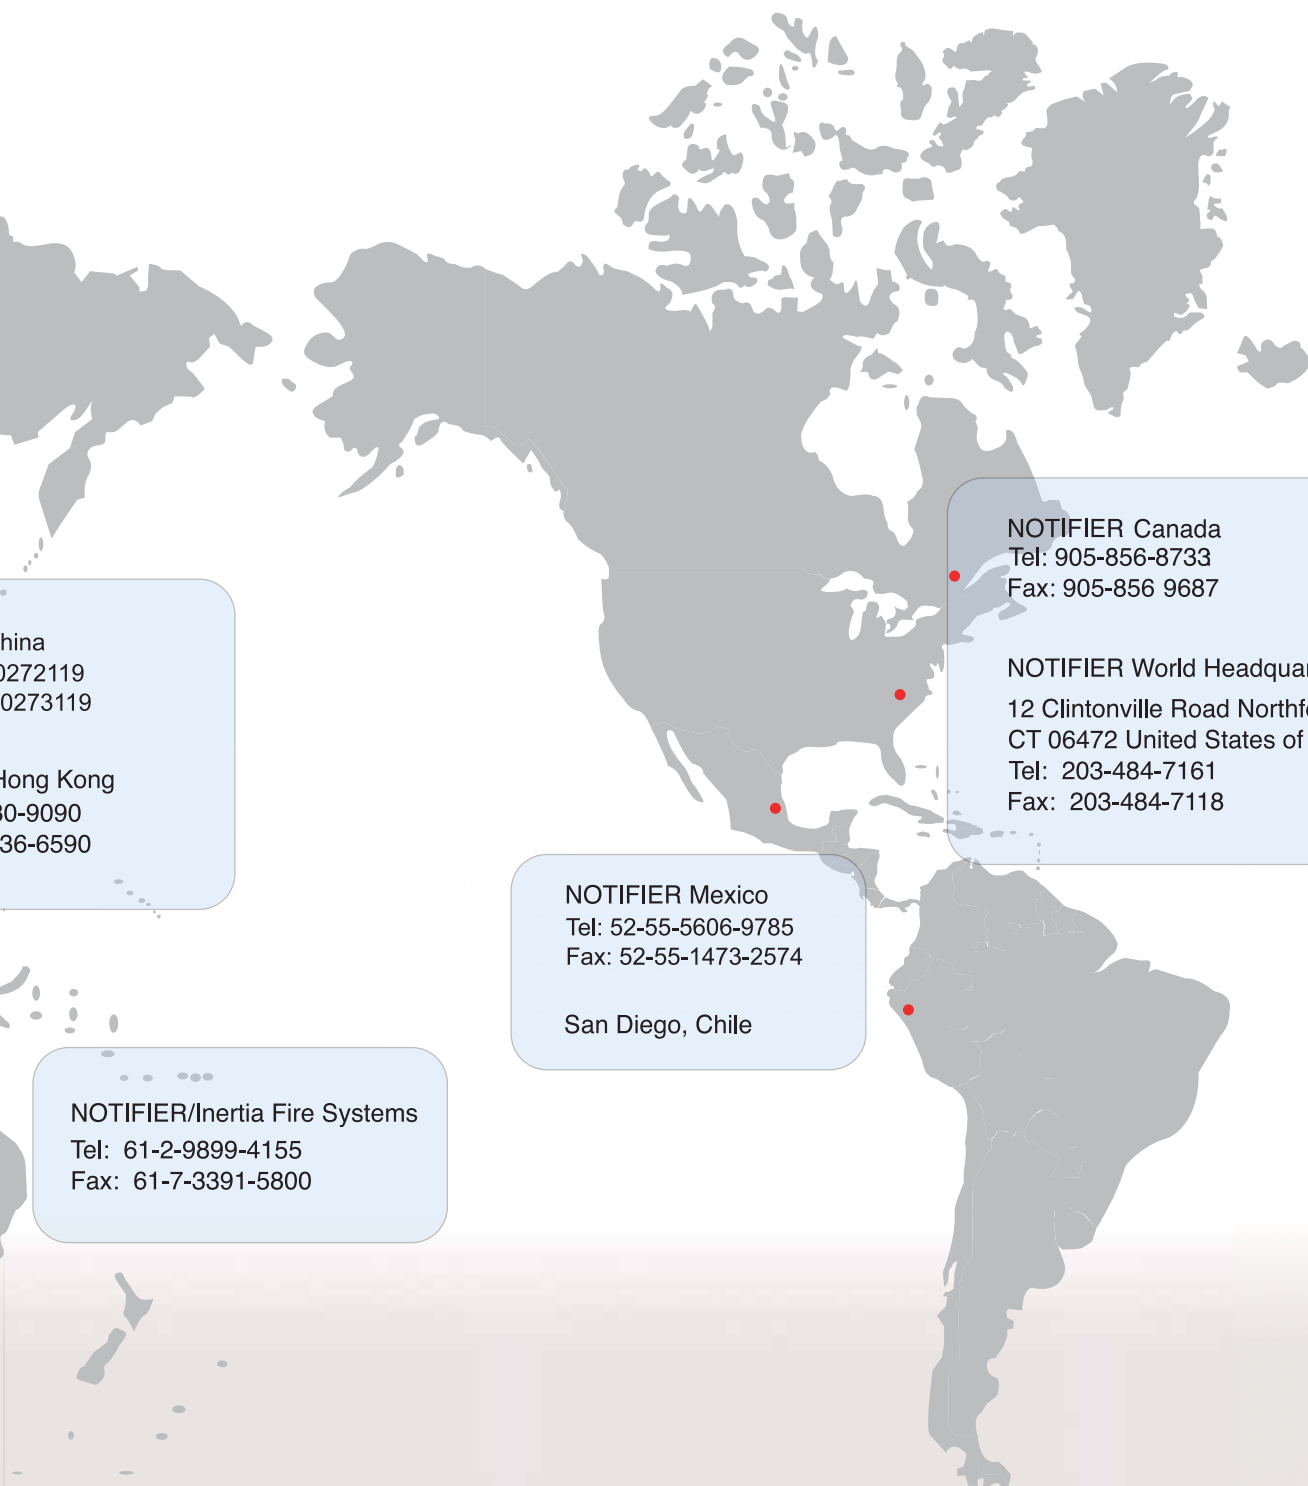 NOTIFIER Canada
Tel: 905-856-8733
Fax: 905-856 9687
NOTIFIER World Headquar
12 Clintonville Road Northfo
CT 06472 United States of
Tel: 203-484-7161
Fax: 203-484-7118
hina
0272119
0273119
Hong Kong
30-9090
36-6590
NOTIFIER Mexico
Tel: 52-55-5606-9785
Fax: 52-55-1473-2574
San Diego, Chile
NOTIFIER/Inertia Fire Systems
Tel: 61-2-9899-4155
Fax: 61-7-3391-5800